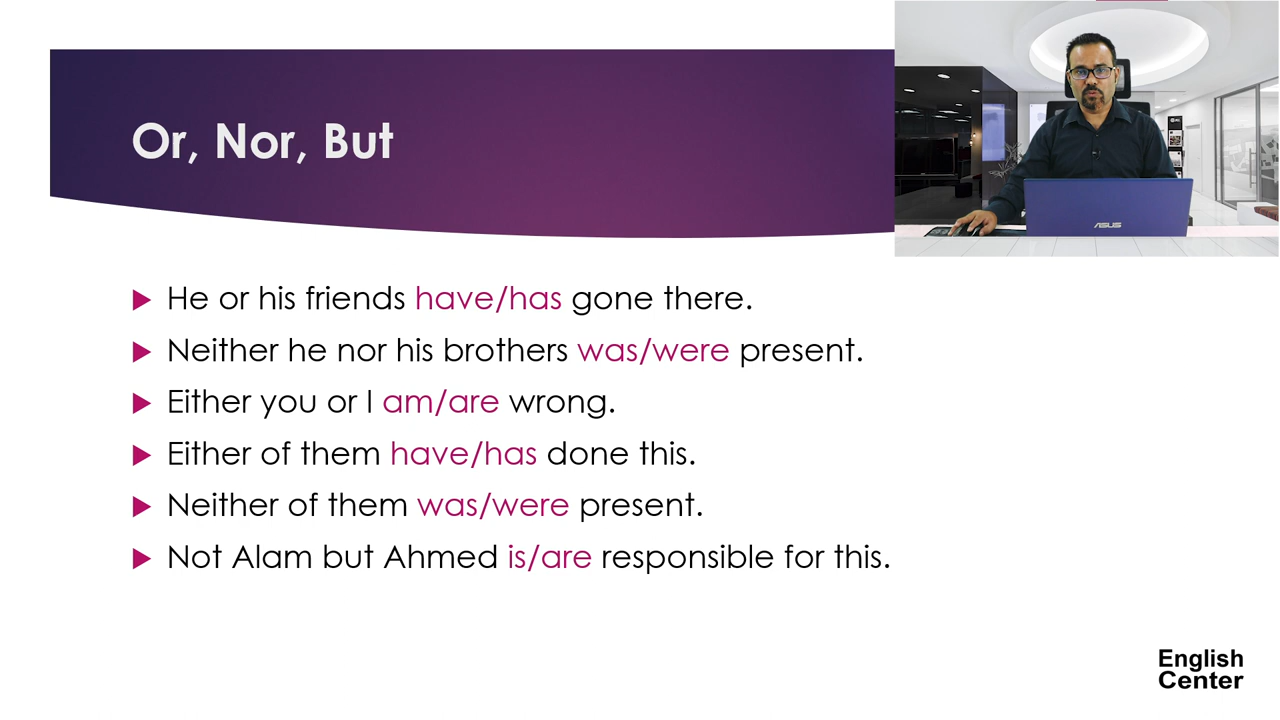 Or, Nor, But
He or his friends have/has gone there.
Neither he nor his brothers was/were present.
Either you or I am/are wrong.
Either of them have/has done this.
Neither of them was/were present.
Not Alam but Ahmed is/are responsible for this.
ASUS
English
Center